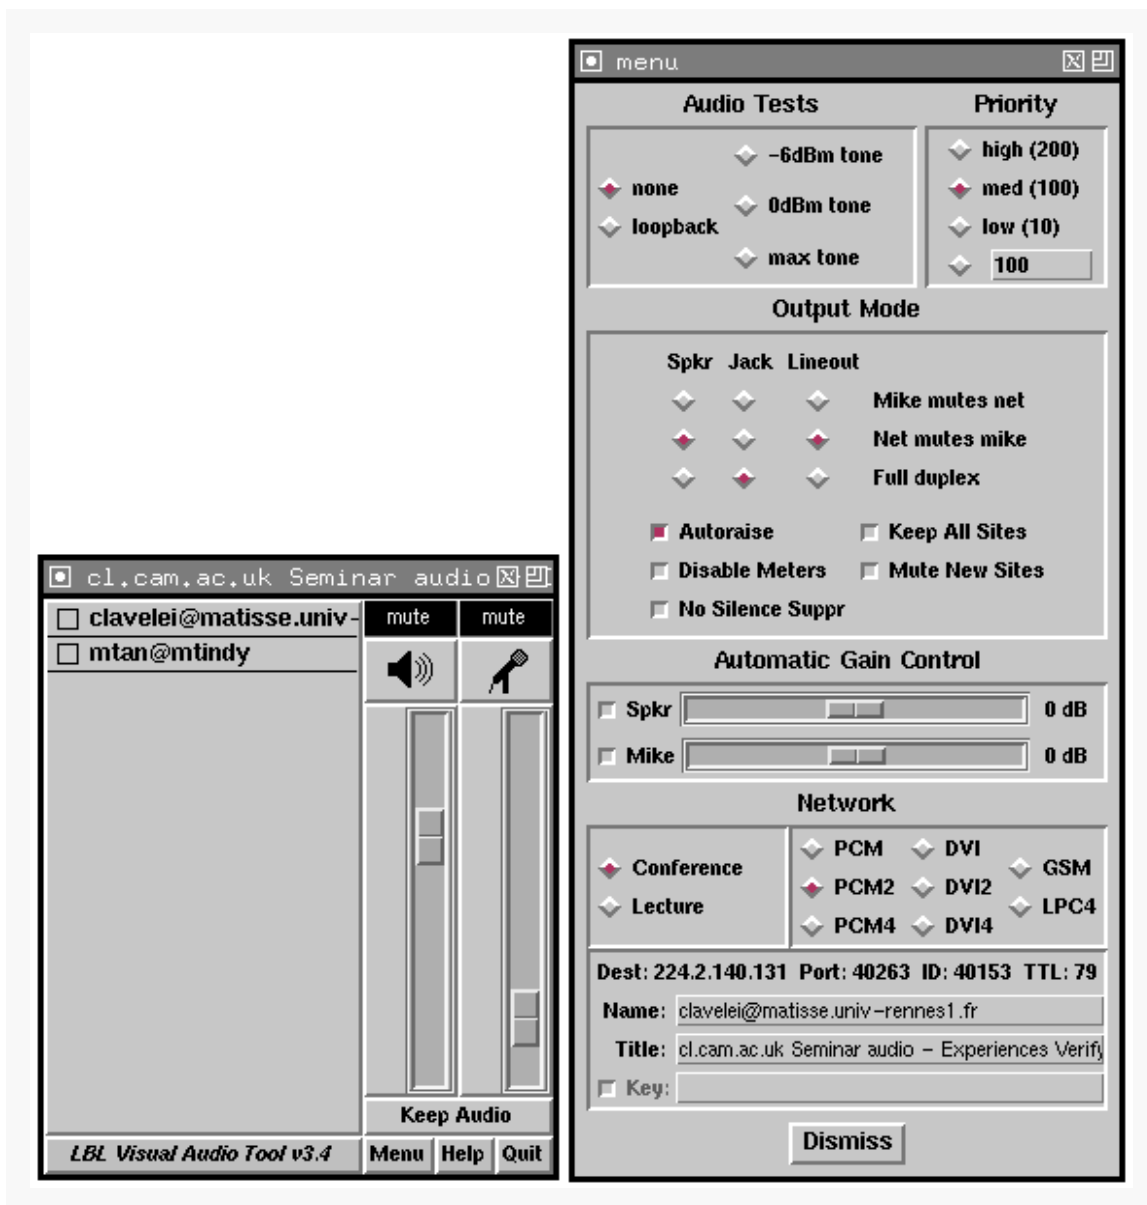 menu
Audio Tests
Priority
none
loopback
-6dBm tone
0dBm tone
max tone
high (200)
med (100)
low (10)
100
Output Mode
Spkr Jack Lineout
Mike mutes net
Net mutes mike
Full duplex
Autoraise
Keep All Sites
Disable Meters
Mute New Sites
No Silence Suppr
Automatic Gain Control
Spkr
0 dB
Mike
0 dB
Network
Conference
Lecture
PCM
PCM2
PCM4
DVI
DVI2
DVI4
GSM
LPC4
Dest: 224.2.140.131 Port: 40263 ID: 40153 TTL: 79
Name: clavelei@matisse.univ-rennes1.fr
Title: cl.cam.ac.uk Seminar audio - Experiences Verify
Key:
Dismiss
cl.cam.ac.uk Seminar audio
clavelei@matisse.univ-
mtan@mtindy
mute
mute
Keep Audio
LBL Visual Audio Tool v3.4
Menu
Help
Quit